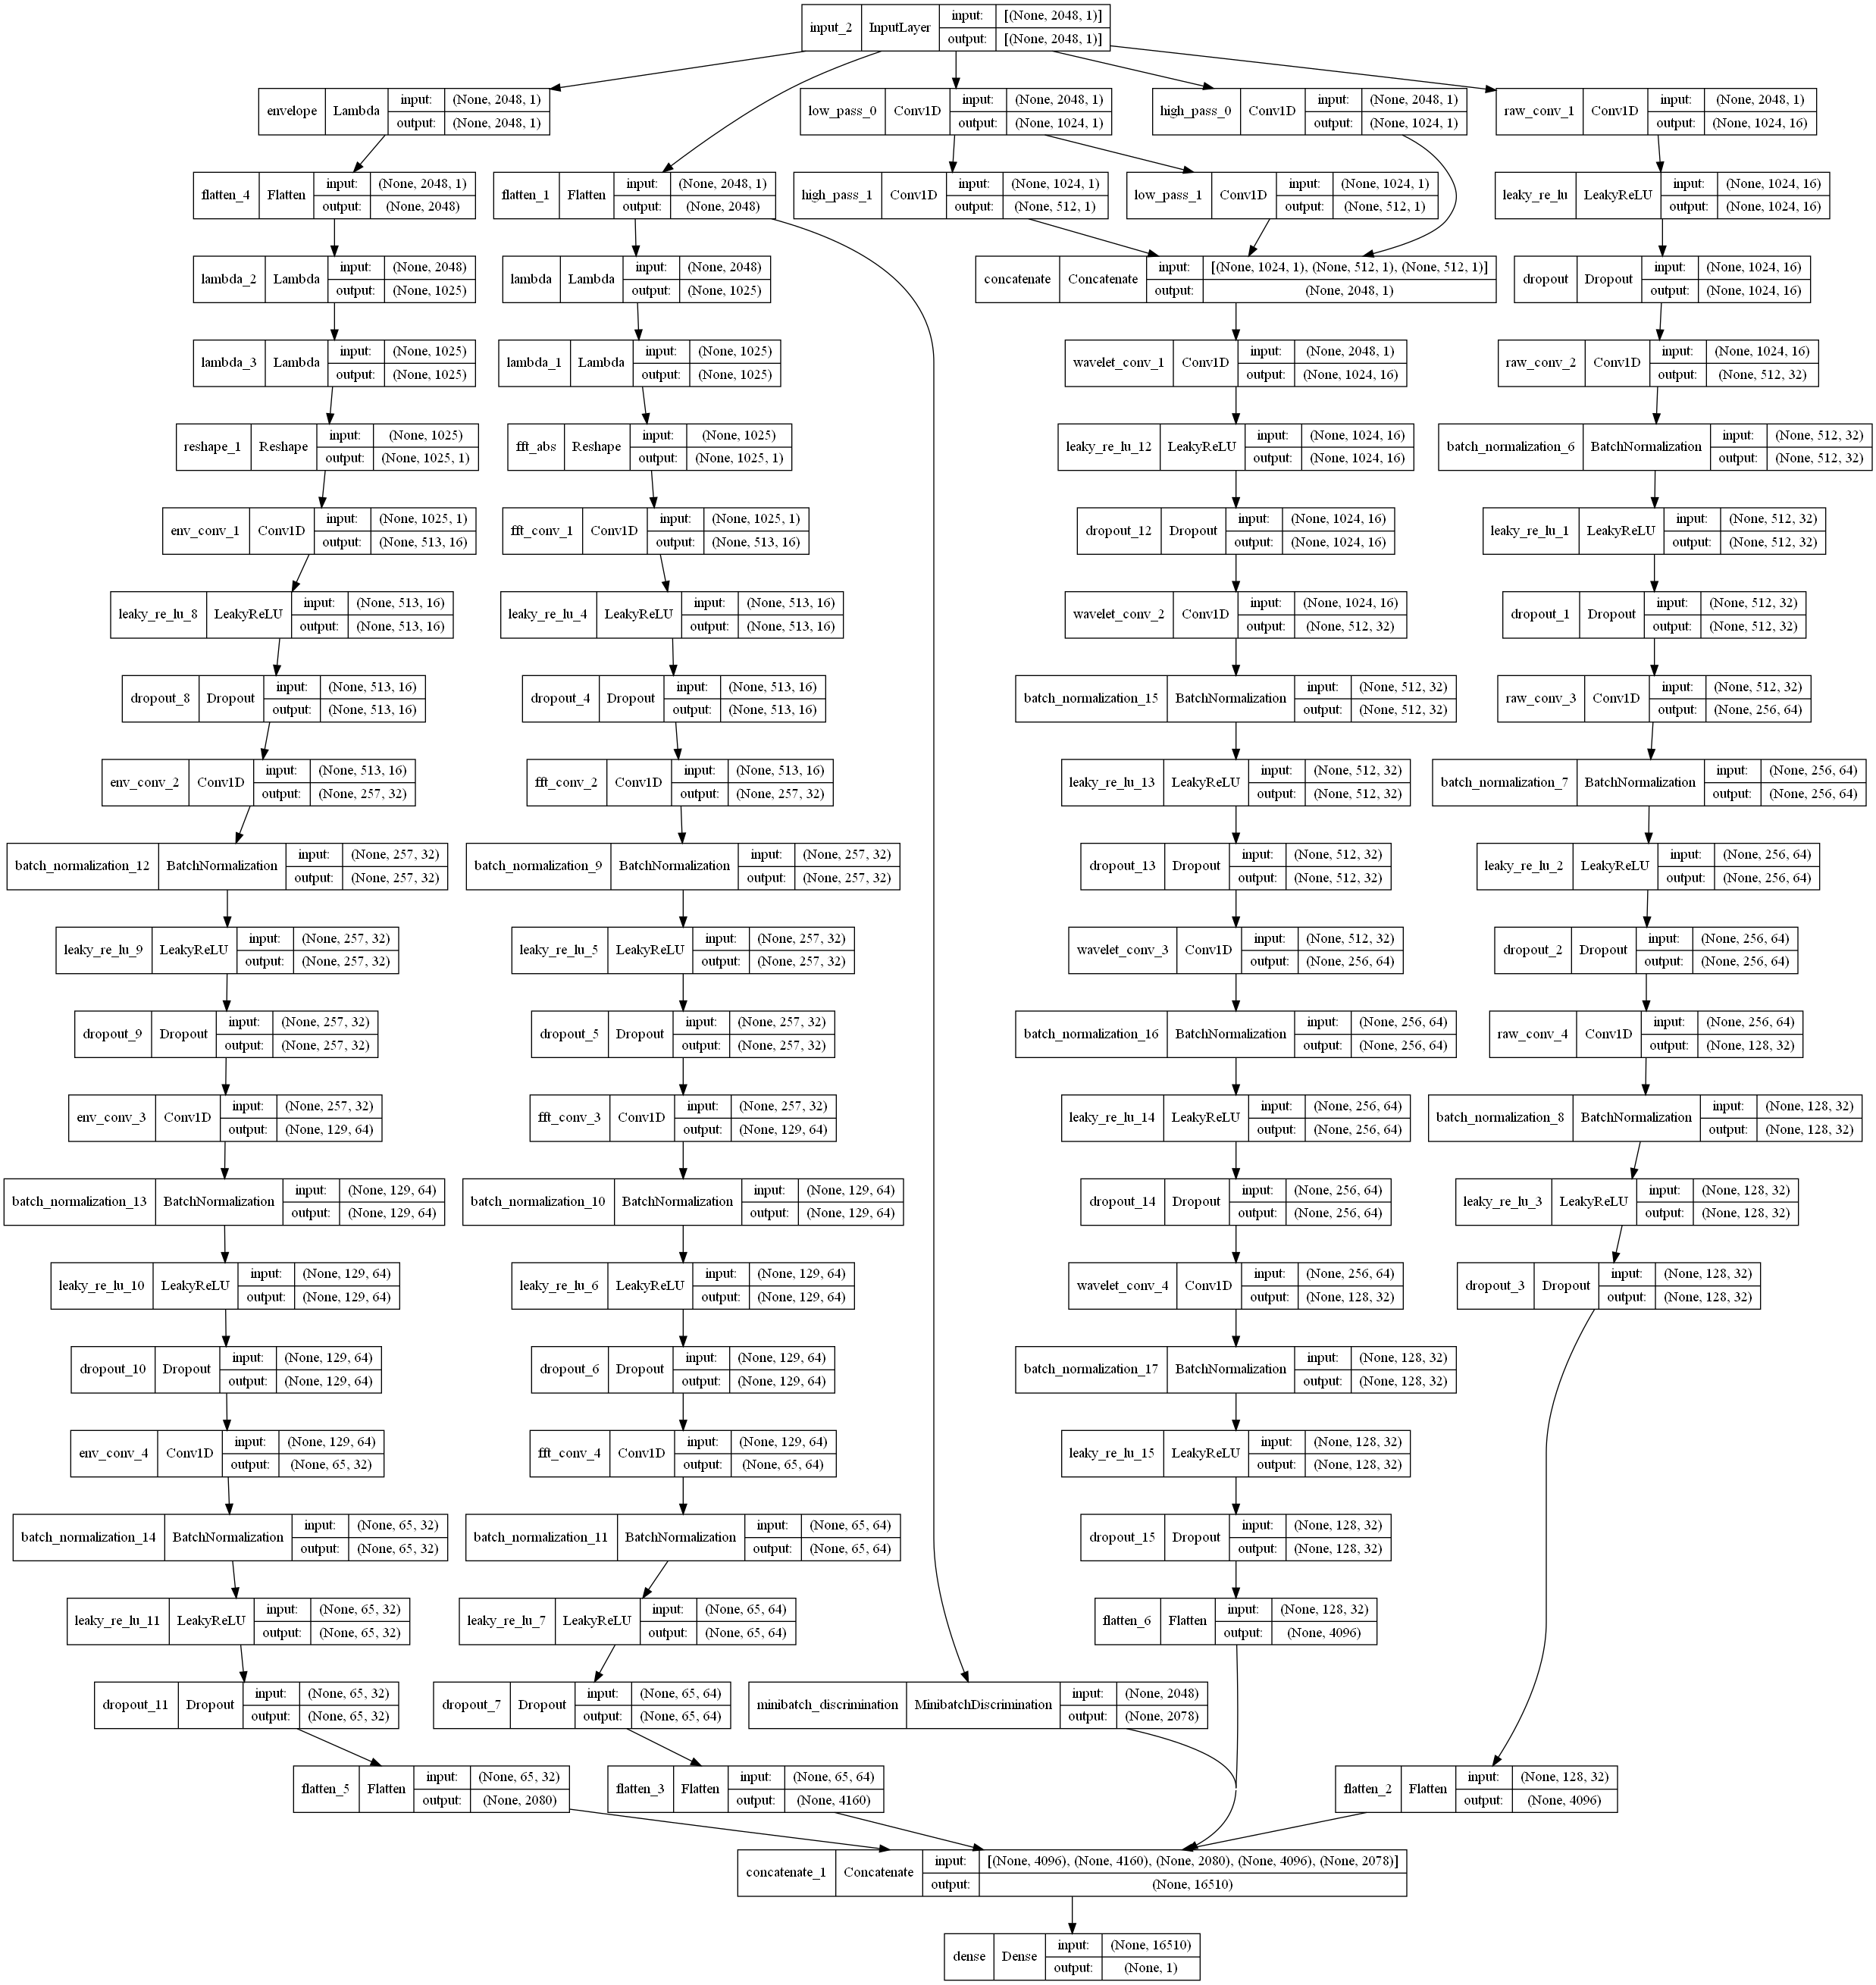 input_2 InputLayer input: [(None, 2048, 1)]
output: [(None, 2048, 1)]
envelope Lambda input: (None, 2048, 1)
output: (None, 2048, 1)
low_pass_0 Conv1D input: (None, 2048, 1)
output: (None, 1024, 1)
high_pass_0 Conv1D input: (None, 2048, 1)
output: (None, 1024, 1)
raw_conv_1 Conv1D input: (None, 2048, 1)
output: (None, 1024, 16)
flatten_4 Flatten input: (None, 2048, 1)
output: (None, 2048)
flatten_1 Flatten input: (None, 2048, 1)
output: (None, 2048)
high_pass_1 Conv1D input: (None, 1024, 1)
output: (None, 512, 1)
low_pass_1 Conv1D input: (None, 1024, 1)
output: (None, 512, 1)
leaky_re_lu LeakyReLU input: (None, 1024, 16)
output: (None, 1024, 16)
lambda_2 Lambda input: (None, 2048)
output: (None, 1025)
lambda Lambda input: (None, 2048)
output: (None, 1025)
concatenate Concatenate input: [(None, 1024, 1), (None, 512, 1), (None, 512, 1)]
output: (None, 2048, 1)
dropout Dropout input: (None, 1024, 16)
output: (None, 1024, 16)
lambda_3 Lambda input: (None, 1025)
output: (None, 1025)
lambda_1 Lambda input: (None, 1025)
output: (None, 1025)
wavelet_conv_1 Conv1D input: (None, 2048, 1)
output: (None, 1024, 16)
raw_conv_2 Conv1D input: (None, 1024, 16)
output: (None, 512, 32)
reshape_1 Reshape input: (None, 1025)
output: (None, 1025, 1)
fft_abs Reshape input: (None, 1025)
output: (None, 1025, 1)
leaky_re_lu_12 LeakyReLU input: (None, 1024, 16)
output: (None, 1024, 16)
batch_normalization_6 BatchNormalization input: (None, 512, 32)
output: (None, 512, 32)
env_conv_1 Conv1D input: (None, 1025, 1)
output: (None, 513, 16)
fft_conv_1 Conv1D input: (None, 1025, 1)
output: (None, 513, 16)
dropout_12 Dropout input: (None, 1024, 16)
output: (None, 1024, 16)
leaky_re_lu_1 LeakyReLU input: (None, 512, 32)
output: (None, 512, 32)
leaky_re_lu_8 LeakyReLU input: (None, 513, 16)
output: (None, 513, 16)
leaky_re_lu_4 LeakyReLU input: (None, 513, 16)
output: (None, 513, 16)
wavelet_conv_2 Conv1D input: (None, 1024, 16)
output: (None, 512, 32)
dropout_1 Dropout input: (None, 512, 32)
output: (None, 512, 32)
dropout_8 Dropout input: (None, 513, 16)
output: (None, 513, 16)
dropout_4 Dropout input: (None, 513, 16)
output: (None, 513, 16)
batch_normalization_15 BatchNormalization input: (None, 512, 32)
output: (None, 512, 32)
raw_conv_3 Conv1D input: (None, 512, 32)
output: (None, 256, 64)
env_conv_2 Conv1D input: (None, 513, 16)
output: (None, 257, 32)
fft_conv_2 Conv1D input: (None, 513, 16)
output: (None, 257, 32)
leaky_re_lu_13 LeakyReLU input: (None, 512, 32)
output: (None, 512, 32)
batch_normalization_7 BatchNormalization input: (None, 256, 64)
output: (None, 256, 64)
batch_normalization_12 BatchNormalization input: (None, 257, 32)
output: (None, 257, 32)
batch_normalization_9 BatchNormalization input: (None, 257, 32)
output: (None, 257, 32)
dropout_13 Dropout input: (None, 512, 32)
output: (None, 512, 32)
leaky_re_lu_2 LeakyReLU input: (None, 256, 64)
output: (None, 256, 64)
leaky_re_lu_9 LeakyReLU input: (None, 257, 32)
output: (None, 257, 32)
leaky_re_lu_5 LeakyReLU input: (None, 257, 32)
output: (None, 257, 32)
wavelet_conv_3 Conv1D input: (None, 512, 32)
output: (None, 256, 64)
dropout_2 Dropout input: (None, 256, 64)
output: (None, 256, 64)
dropout_9 Dropout input: (None, 257, 32)
output: (None, 257, 32)
dropout_5 Dropout input: (None, 257, 32)
output: (None, 257, 32)
batch_normalization_16 BatchNormalization input: (None, 256, 64)
output: (None, 256, 64)
raw_conv_4 Conv1D input: (None, 256, 64)
output: (None, 128, 32)
env_conv_3 Conv1D input: (None, 257, 32)
output: (None, 129, 64)
fft_conv_3 Conv1D input: (None, 257, 32)
output: (None, 129, 64)
leaky_re_lu_14 LeakyReLU input: (None, 256, 64)
output: (None, 256, 64)
batch_normalization_8 BatchNormalization input: (None, 128, 32)
output: (None, 128, 32)
batch_normalization_13 BatchNormalization input: (None, 129, 64)
output: (None, 129, 64)
batch_normalization_10 BatchNormalization input: (None, 129, 64)
output: (None, 129, 64)
dropout_14 Dropout input: (None, 256, 64)
output: (None, 256, 64)
leaky_re_lu_3 LeakyReLU input: (None, 128, 32)
output: (None, 128, 32)
leaky_re_lu_10 LeakyReLU input: (None, 129, 64)
output: (None, 129, 64)
leaky_re_lu_6 LeakyReLU input: (None, 129, 64)
output: (None, 129, 64)
wavelet_conv_4 Conv1D input: (None, 256, 64)
output: (None, 128, 32)
dropout_3 Dropout input: (None, 128, 32)
output: (None, 128, 32)
dropout_10 Dropout input: (None, 129, 64)
output: (None, 129, 64)
dropout_6 Dropout input: (None, 129, 64)
output: (None, 129, 64)
batch_normalization_17 BatchNormalization input: (None, 128, 32)
output: (None, 128, 32)
env_conv_4 Conv1D input: (None, 129, 64)
output: (None, 65, 32)
fft_conv_4 Conv1D input: (None, 129, 64)
output: (None, 65, 64)
leaky_re_lu_15 LeakyReLU input: (None, 128, 32)
output: (None, 128, 32)
batch_normalization_14 BatchNormalization input: (None, 65, 32)
output: (None, 65, 32)
batch_normalization_11 BatchNormalization input: (None, 65, 64)
output: (None, 65, 64)
dropout_15 Dropout input: (None, 128, 32)
output: (None, 128, 32)
leaky_re_lu_11 LeakyReLU input: (None, 65, 32)
output: (None, 65, 32)
leaky_re_lu_7 LeakyReLU input: (None, 65, 64)
output: (None, 65, 64)
flatten_6 Flatten input: (None, 128, 32)
output: (None, 4096)
dropout_11 Dropout input: (None, 65, 32)
output: (None, 65, 32)
dropout_7 Dropout input: (None, 65, 64)
output: (None, 65, 64)
minibatch_discrimination MinibatchDiscrimination input: (None, 2048)
output: (None, 2078)
flatten_5 Flatten input: (None, 65, 32)
output: (None, 2080)
flatten_3 Flatten input: (None, 65, 64)
output: (None, 4160)
flatten_2 Flatten input: (None, 128, 32)
output: (None, 4096)
concatenate_1 Concatenate input: [(None, 4096), (None, 4160), (None, 2080), (None, 4096), (None, 2078)]
output: (None, 16510)
dense Dense input: (None, 16510)
output: (None, 1)